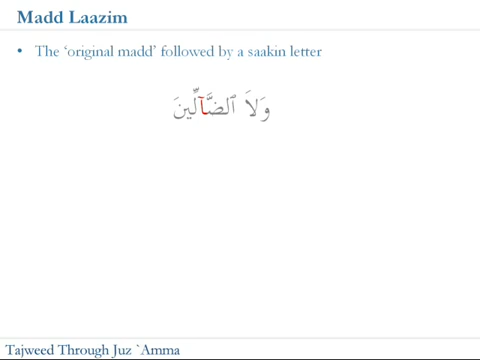 Madd Laazim
• The ‘original madd’ followed by a saakin letter
وَلَا ٱلضَّآلِّينَ
Tajweed Through Juz `Amma